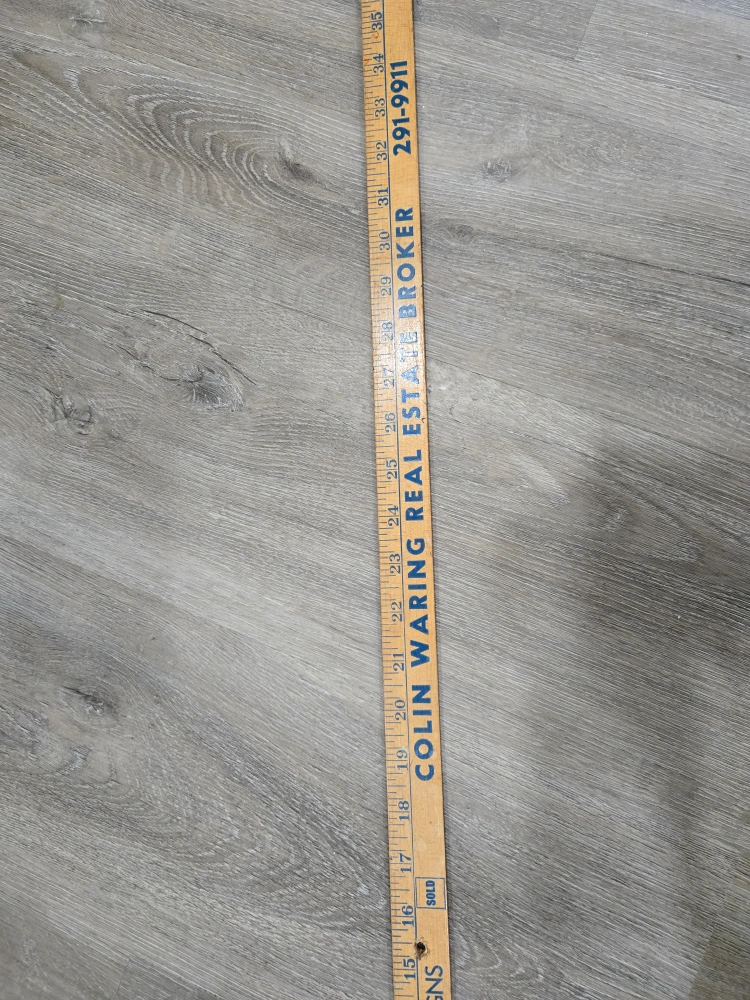 GNS
SOLD
COLIN WARING REAL ESTATE BROKER 291-9911
15 16 17 18 19 20 21 22 23 24 25 26 27 28 29 30 31 32 33 34 35